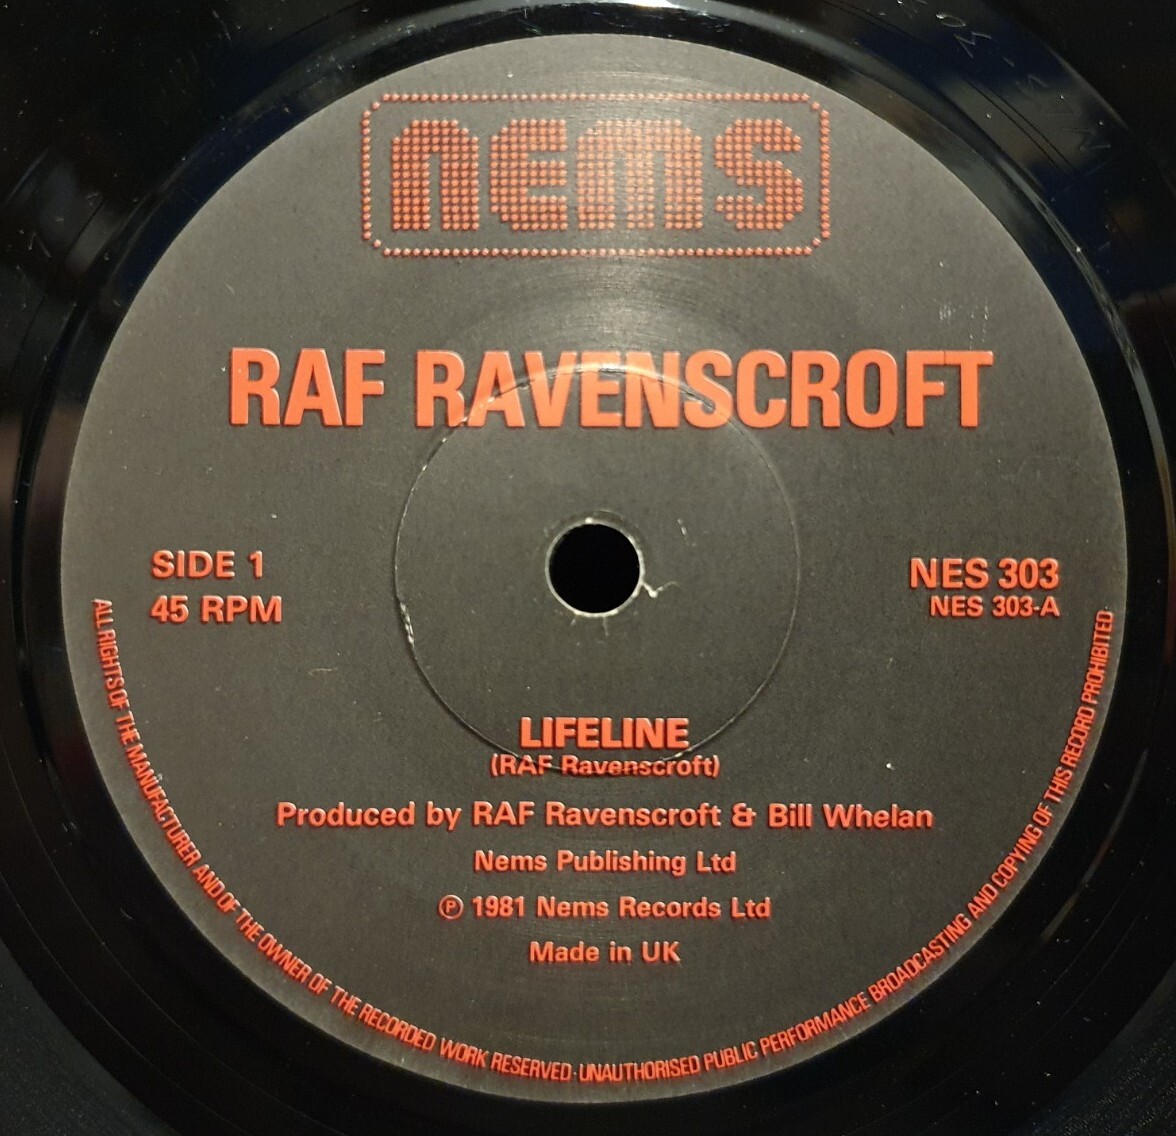 nems
RAF RAVENSCROFT
SIDE 1
45 RPM
NES 303
NES 303-A
LIFELINE
(RAF Ravenscroft)
Produced by RAF Ravenscroft & Bill Whelan
Nems Publishing Ltd
℗ 1981 Nems Records Ltd
Made in UK
ALL RIGHTS OF THE MANUFACTURER AND OF THE OWNER OF THE RECORDED WORK RESERVED · UNAUTHORISED PUBLIC PERFORMANCE BROADCASTING AND COPYING OF THIS RECORD PROHIBITED